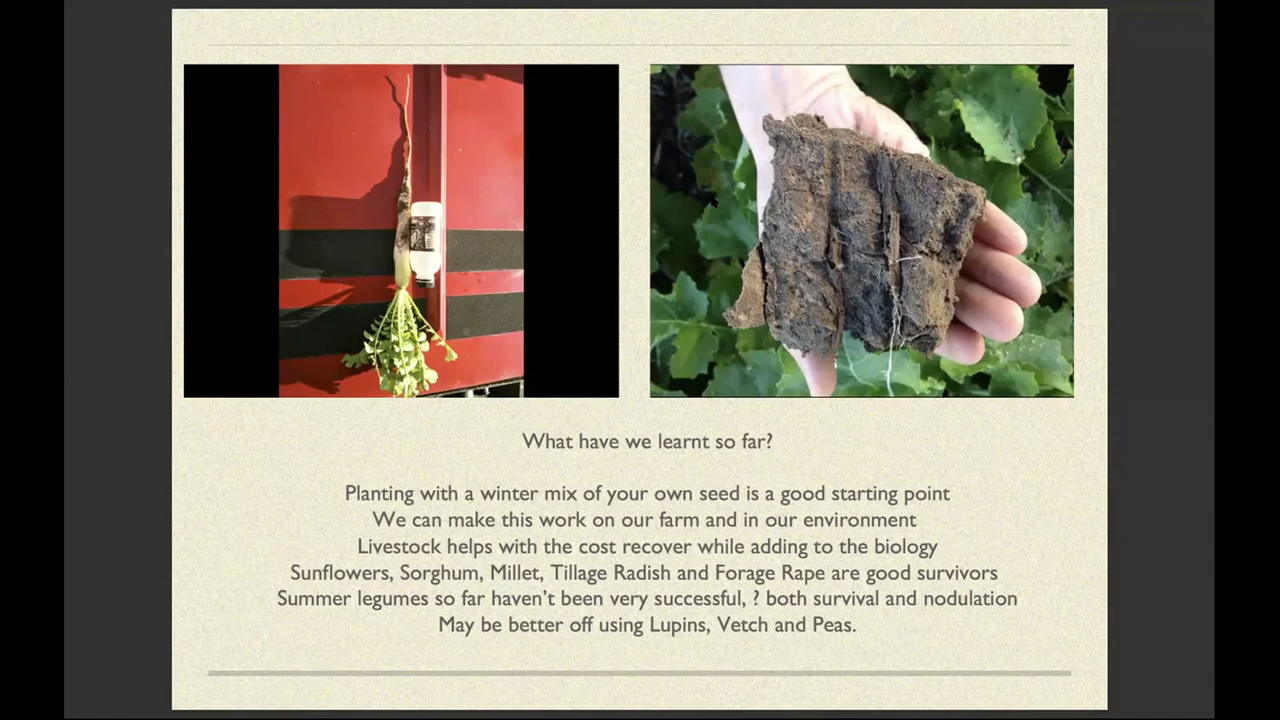 What have we learnt so far?
Planting with a winter mix of your own seed is a good starting point
We can make this work on our farm and in our environment
Livestock helps with the cost recover while adding to the biology
Sunflowers, Sorghum, Millet, Tillage Radish and Forage Rape are good survivors
Summer legumes so far haven't been very successful, ? both survival and nodulation
May be better off using Lupins, Vetch and Peas.